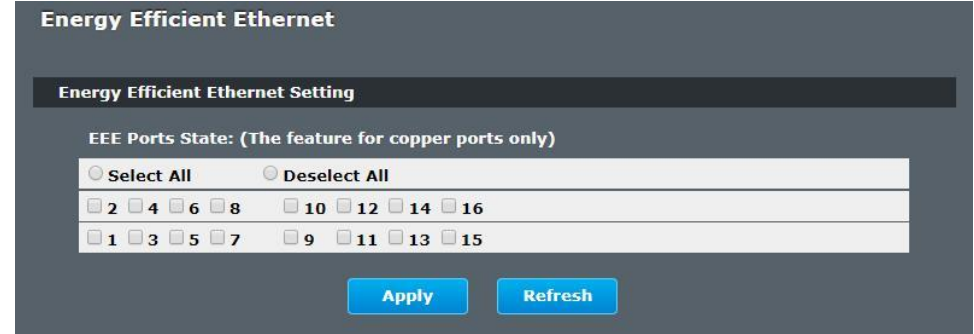 Energy Efficient Ethernet
Energy Efficient Ethernet Setting
EEE Ports State: (The feature for copper ports only)
Select All Deselect All
2 4 6 8 10 12 14 16
1 3 5 7 9 11 13 15
Apply Refresh